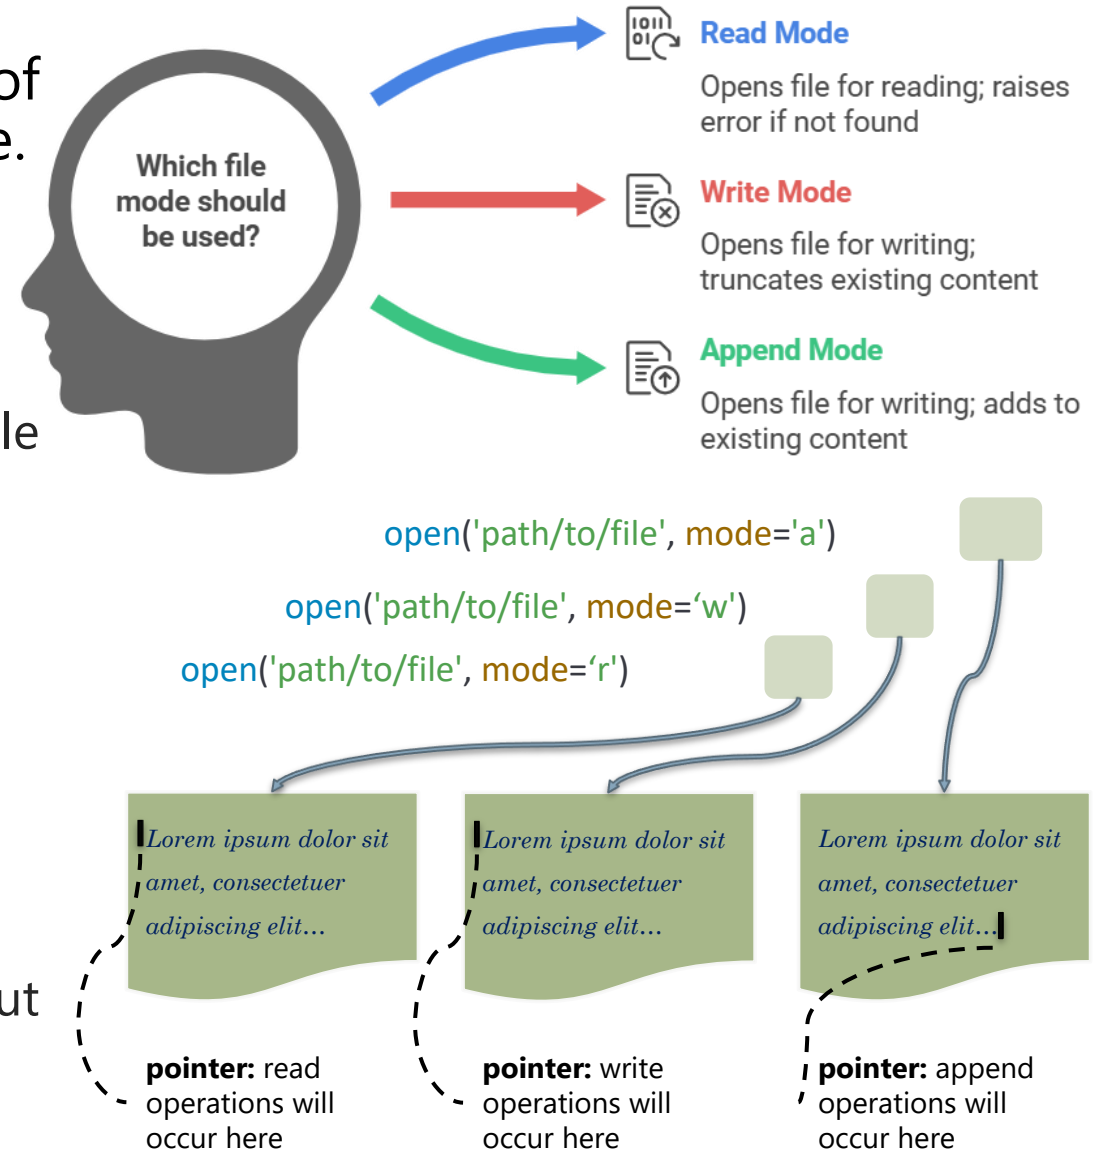 of
e.
le
ut
Which file
mode should
be used?
Read Mode
Opens file for reading; raises
error if not found
Write Mode
Opens file for writing;
truncates existing content
Append Mode
Opens file for writing; adds to
existing content
open('path/to/file', mode='a')
open('path/to/file', mode=‘w')
open('path/to/file', mode=‘r')
Lorem ipsum dolor sit
amet, consectetuer
adipiscing elit…
Lorem ipsum dolor sit
amet, consectetuer
adipiscing elit…
Lorem ipsum dolor sit
amet, consectetuer
adipiscing elit…
pointer: read
operations will
occur here
pointer: write
operations will
occur here
pointer: append
operations will
occur here